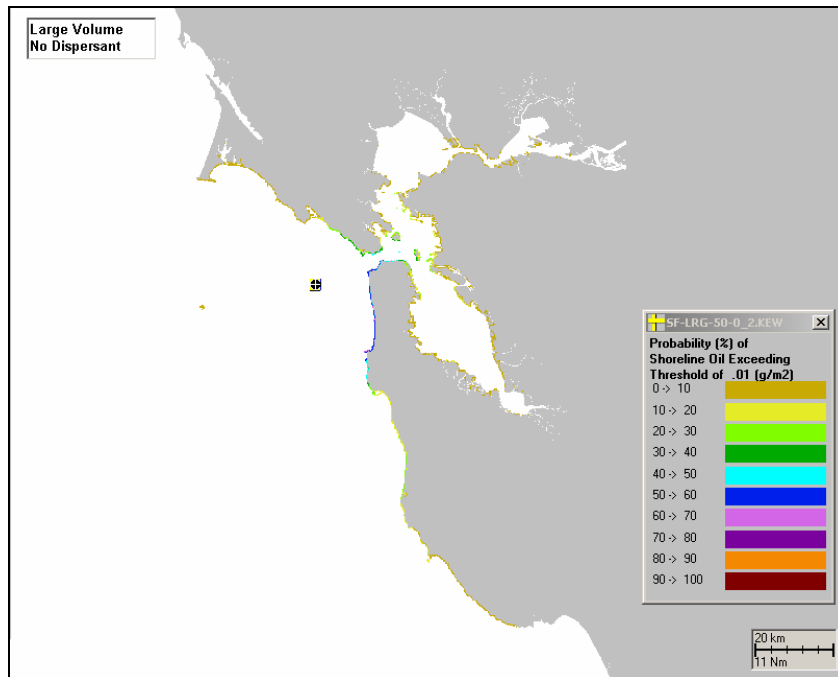 Large Volume
No Dispersant
SF-LRG-50-0_2.KEW
Probability (%) of
Shoreline Oil Exceeding
Threshold of .01 (g/m2)
0 -> 10
10 -> 20
20 -> 30
30 -> 40
40 -> 50
50 -> 60
60 -> 70
70 -> 80
80 -> 90
90 -> 100
20 km
11 Nm